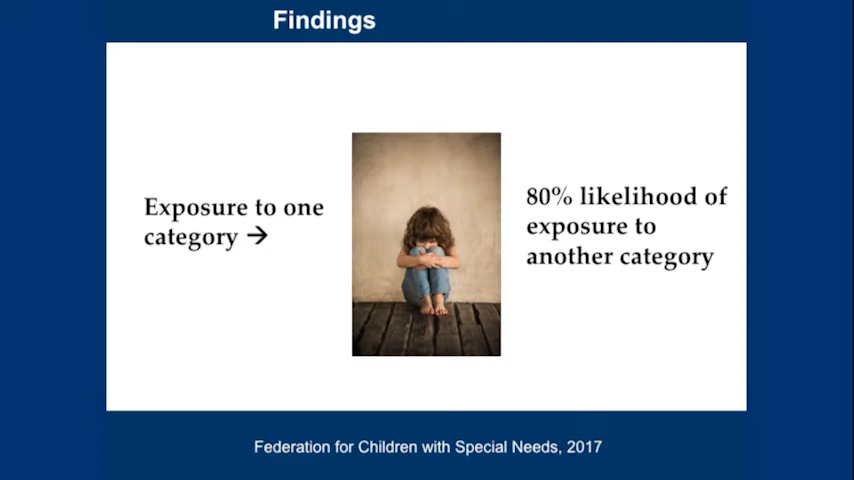 Findings
Exposure to one
category →
80% likelihood of
exposure to
another category
Federation for Children with Special Needs, 2017